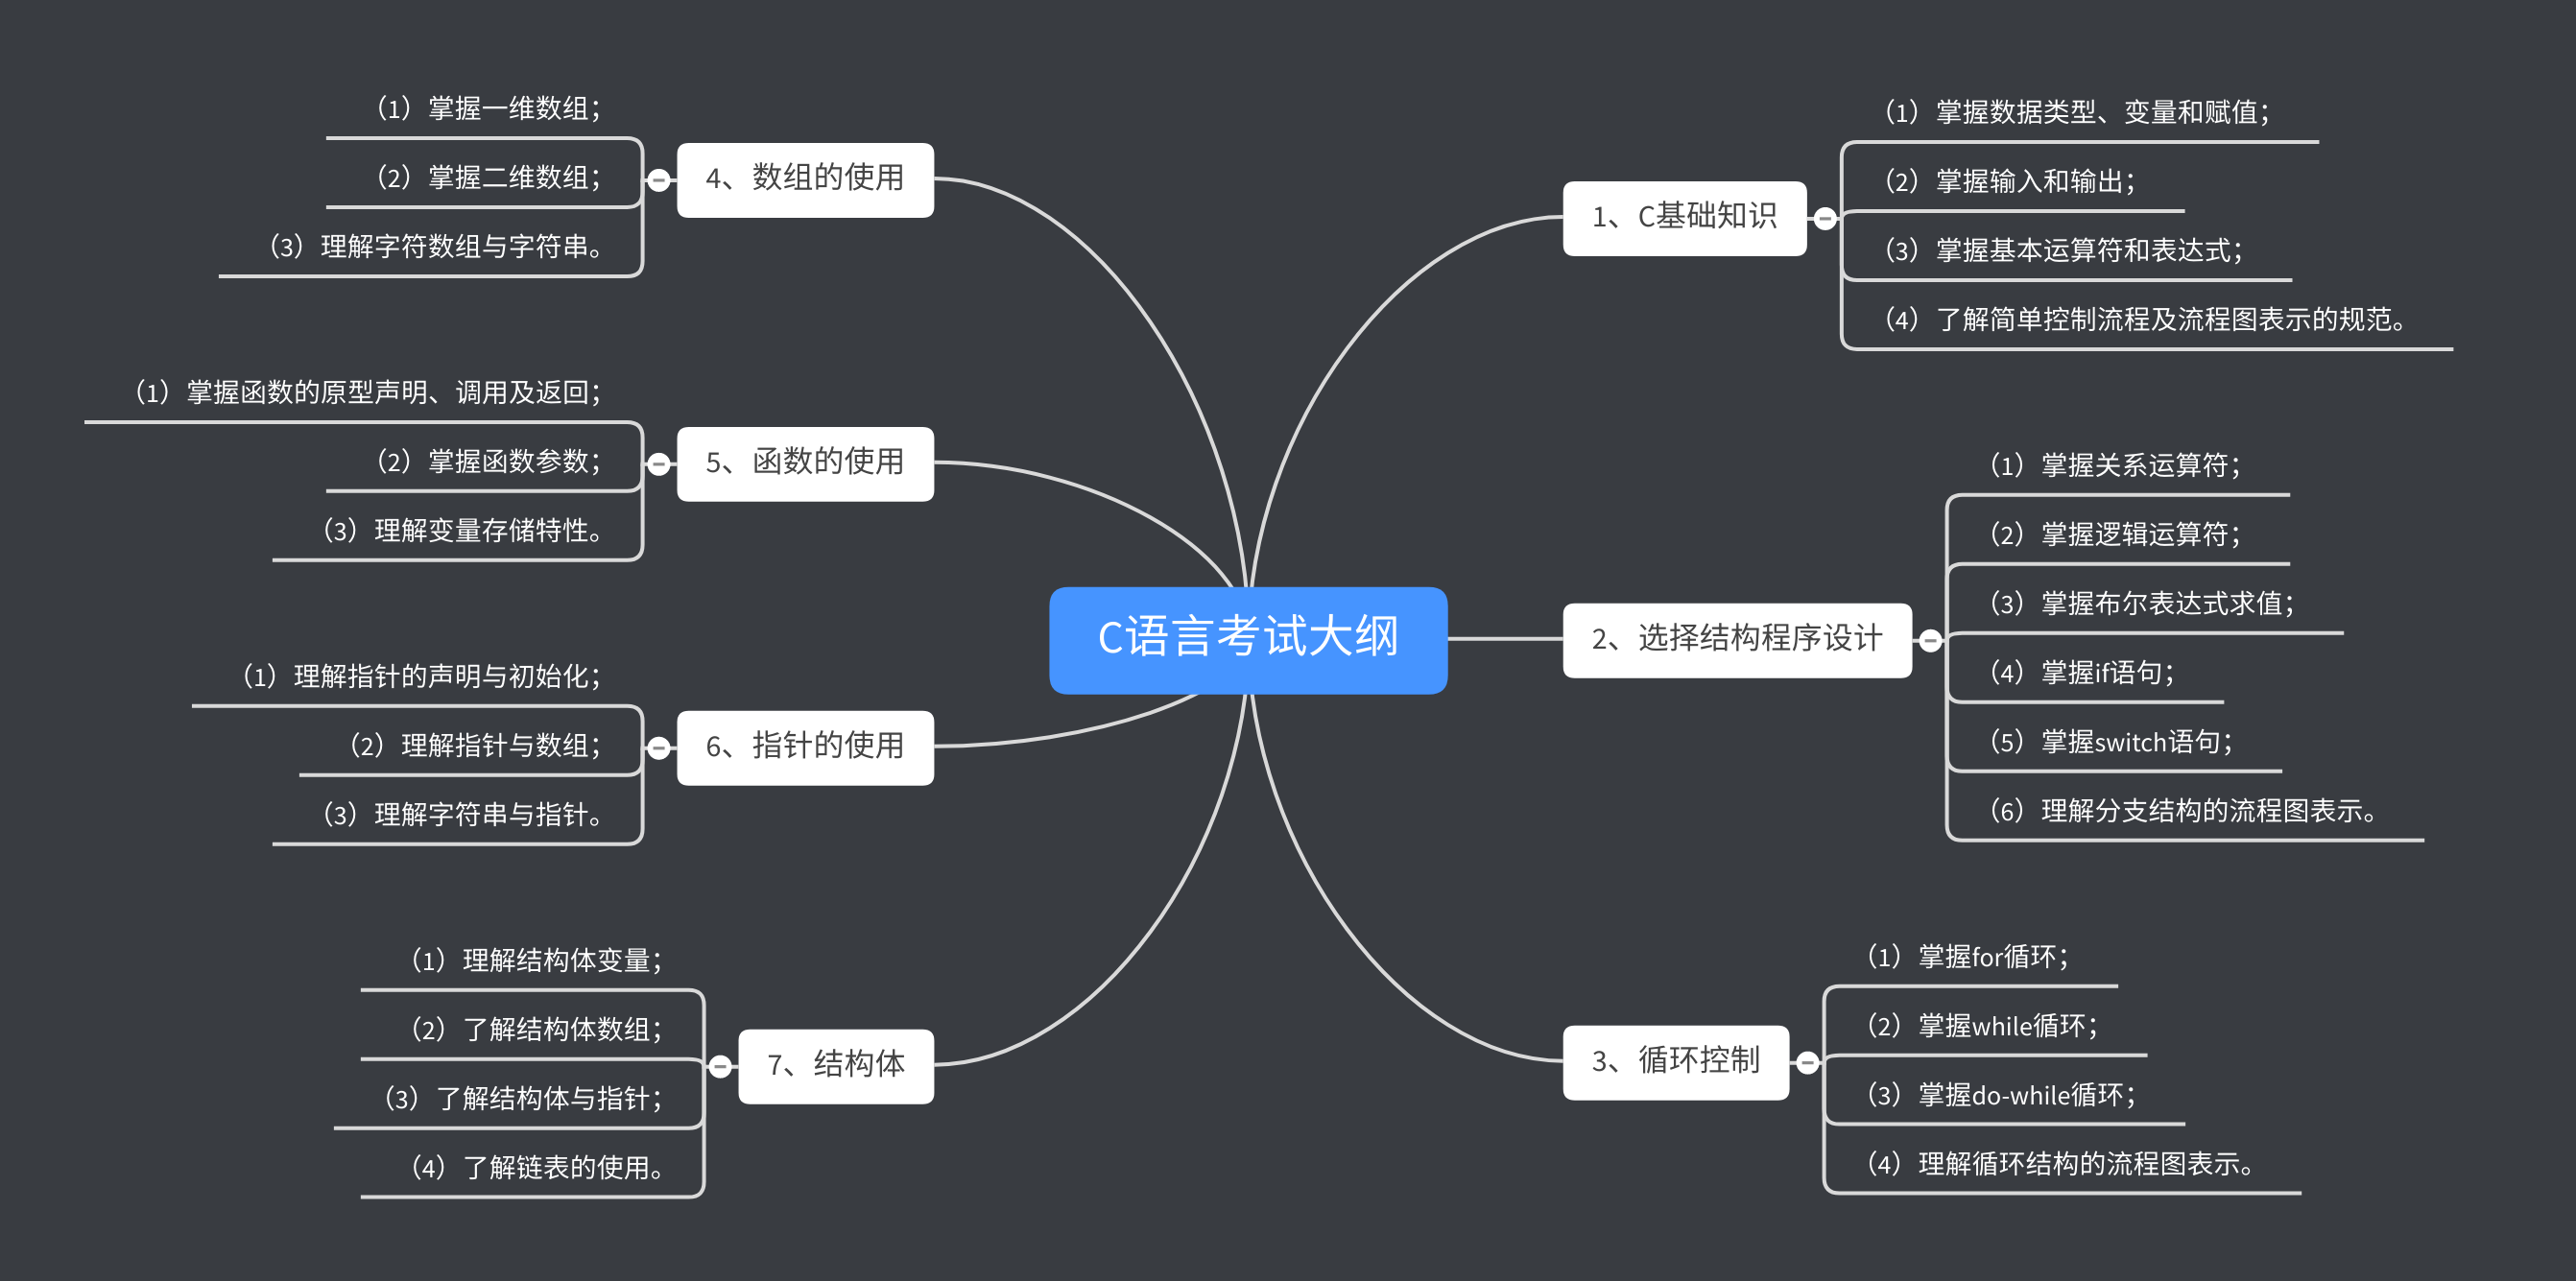 C语言考试大纲
1、C基础知识
（1）掌握数据类型、变量和赋值；
（2）掌握输入和输出；
（3）掌握基本运算符和表达式；
（4）了解简单控制流程及流程图表示的规范。
2、选择结构程序设计
（1）掌握关系运算符；
（2）掌握逻辑运算符；
（3）掌握布尔表达式求值；
（4）掌握if语句；
（5）掌握switch语句；
（6）理解分支结构的流程图表示。
3、循环控制
（1）掌握for循环；
（2）掌握while循环；
（3）掌握do-while循环；
（4）理解循环结构的流程图表示。
4、数组的使用
（1）掌握一维数组；
（2）掌握二维数组；
（3）理解字符数组与字符串。
5、函数的使用
（1）掌握函数的原型声明、调用及返回；
（2）掌握函数参数；
（3）理解变量存储特性。
6、指针的使用
（1）理解指针的声明与初始化；
（2）理解指针与数组；
（3）理解字符串与指针。
7、结构体
（1）理解结构体变量；
（2）了解结构体数组；
（3）了解结构体与指针；
（4）了解链表的使用。